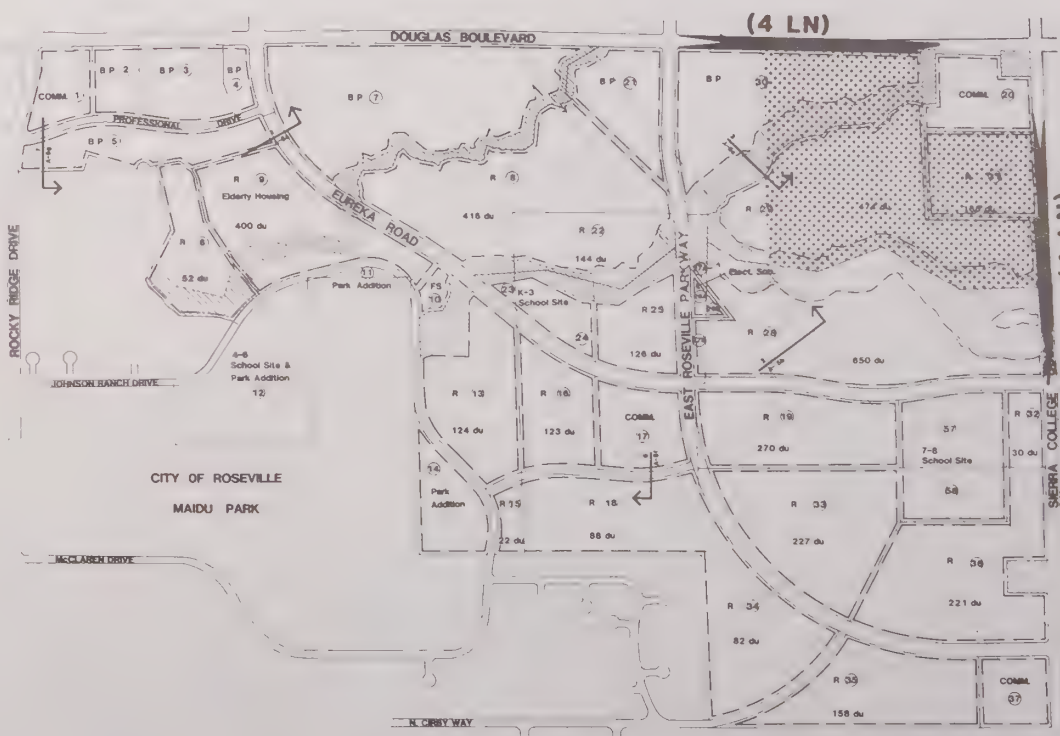 (4 LN)
DOUGLAS BOULEVARD
COMM. 1
BP 2
BP 3
BP
4
BP 7
BP 21
BP 30
COMM. 20
PROFESSIONAL DRIVE
BP 5
R 9
Elderly Housing
400 du
R 6
52 du
EUREKA ROAD
R 8
416 du
R 22
144 du
ROCKY RIDGE DRIVE
11
Park Addition
FS
10
23
K-3
School Site
24
R 25
126 du
EAST ROSEVILLE PARKWAY
Elect. Sub.
R 28
650 du
4-6
School Site &
Park Addition
12
JOHNSON RANCH DRIVE
R 13
124 du
R 16
123 du
COMM.
17
R 19
270 du
57
7-8
School Site
58
R 32
30 du
SIERRA COLLEGE
CITY OF ROSEVILLE
MAIDU PARK
14
Park
Addition
R 15
22 du
R 18
88 du
R 33
227 du
R 36
221 du
McCLAREN DRIVE
R 34
82 du
R 35
158 du
COMM.
37
N. CIRBY WAY